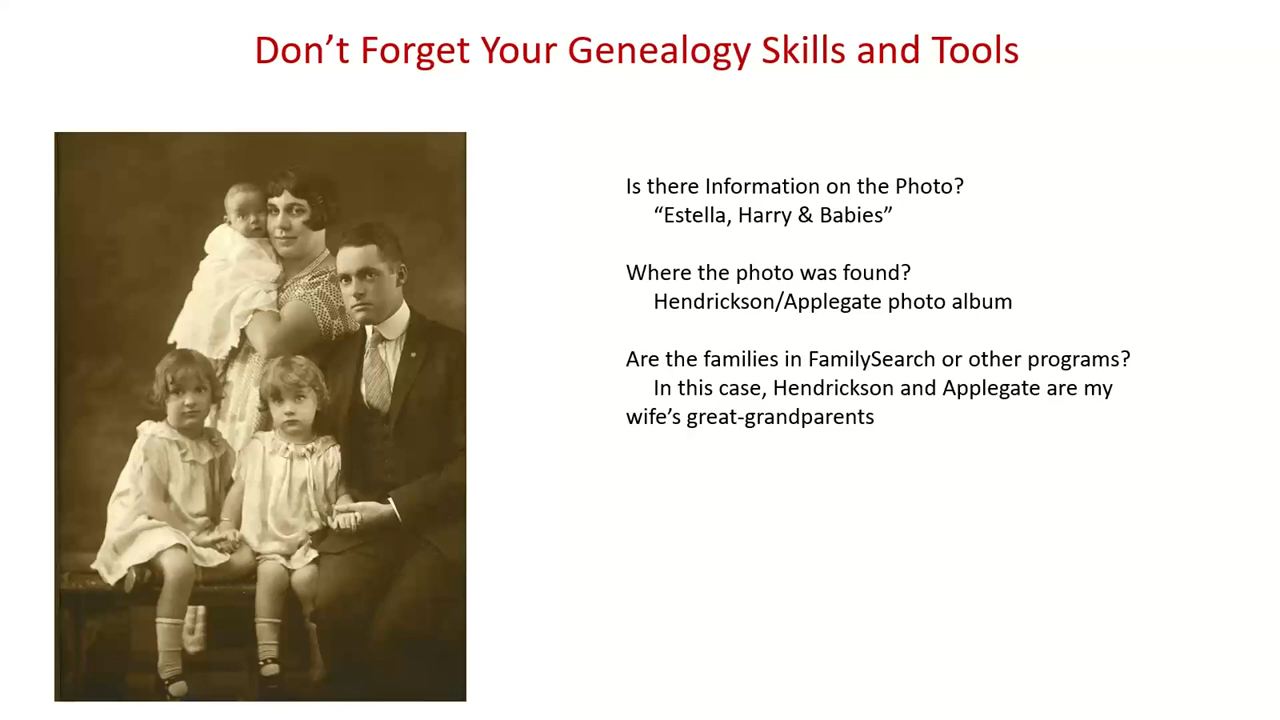 Don’t Forget Your Genealogy Skills and Tools
Is there Information on the Photo?
“Estella, Harry & Babies”
Where the photo was found?
Hendrickson/Applegate photo album
Are the families in FamilySearch or other programs?
In this case, Hendrickson and Applegate are my
wife’s great-grandparents